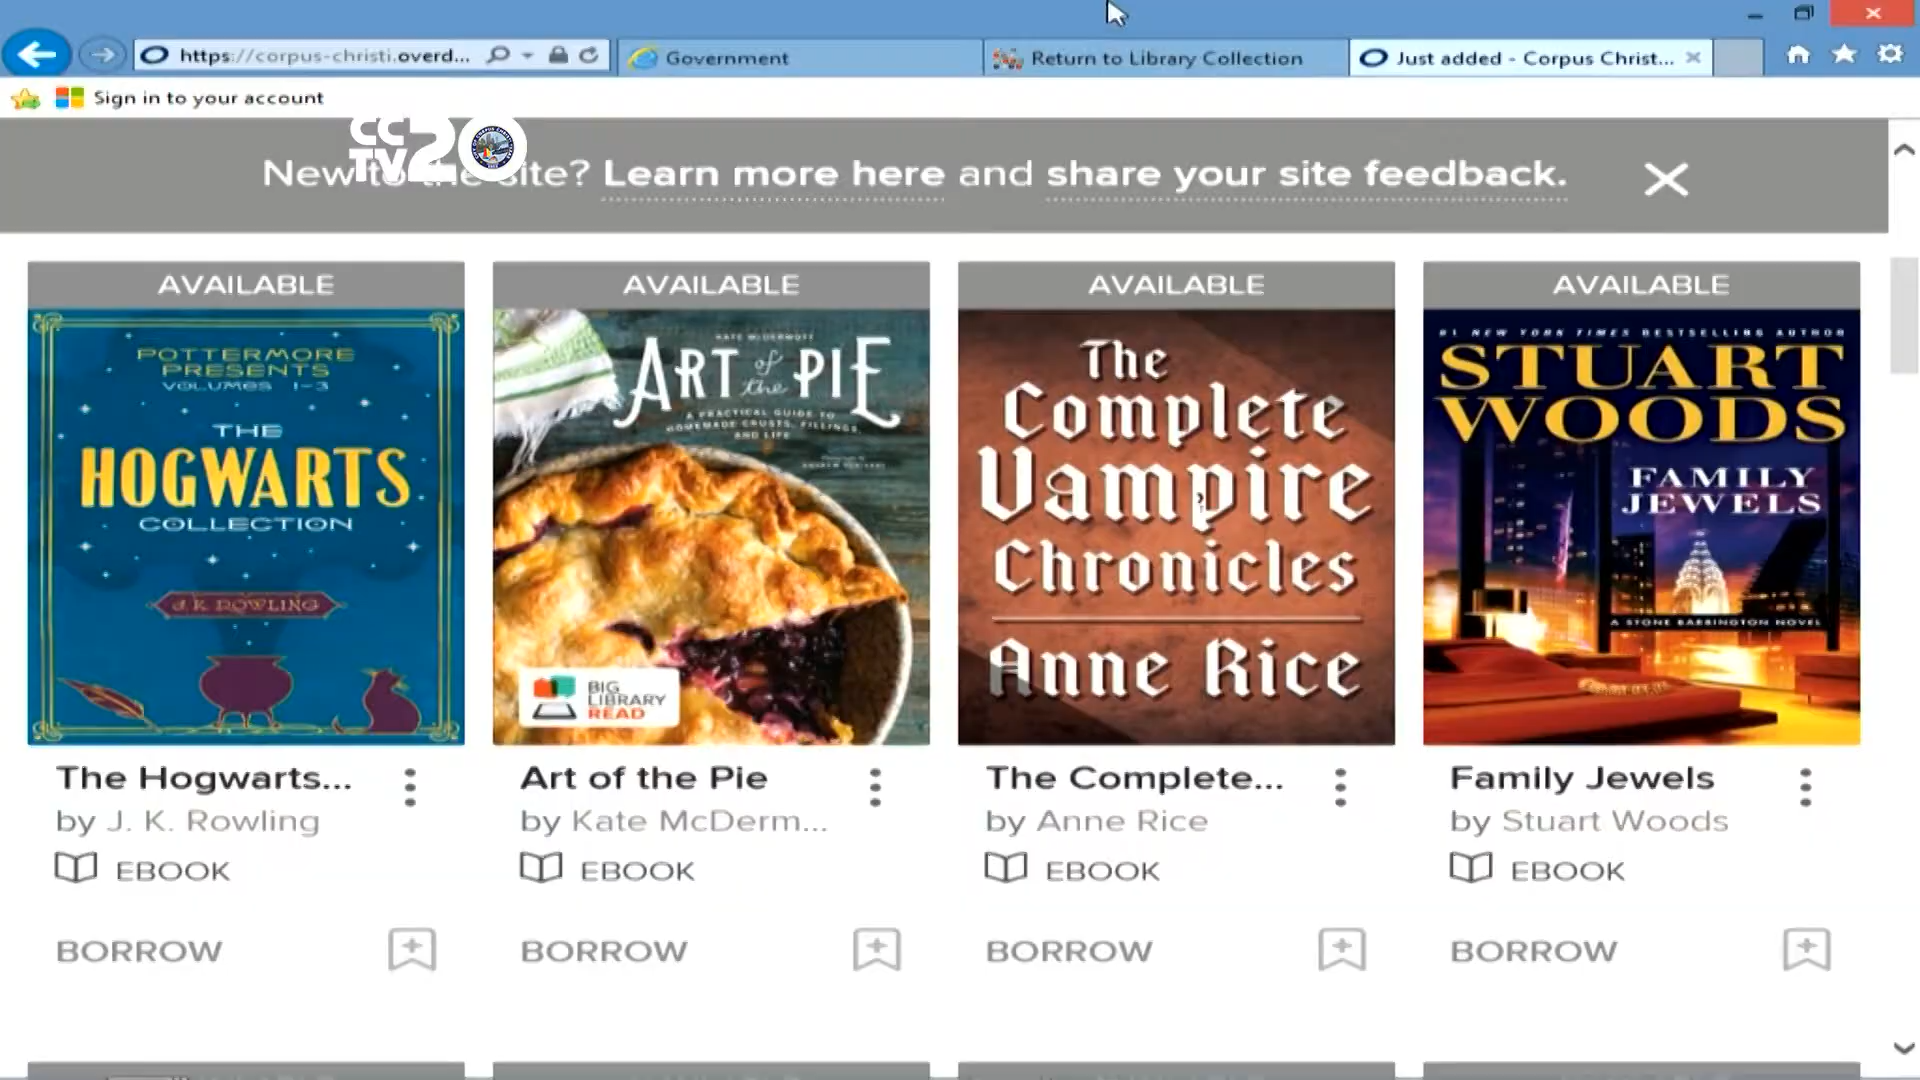 https://corpus-christi.overd...
Government
Return to Library Collection
Just added - Corpus Christ...
Sign in to your account
CC
TV20
New to the site? Learn more here and share your site feedback.
AVAILABLE
AVAILABLE
AVAILABLE
AVAILABLE
POTTERMORE
PRESENTS
VOLUMES 1-3
THE
HOGWARTS
COLLECTION
J.K. ROWLING
KATE McDERMOTT
ART of the PIE
A PRACTICAL GUIDE TO
HOMEMADE CRUSTS, FILLINGS,
AND LIFE
BIG
LIBRARY
READ
The
Complete
Vampire
Chronicles
Anne Rice
#1 NEW YORK TIMES BESTSELLING AUTHOR
STUART
WOODS
FAMILY
JEWELS
A STONE BARRINGTON NOVEL
The Hogwarts...
by J. K. Rowling
EBOOK
BORROW
Art of the Pie
by Kate McDerm...
EBOOK
BORROW
The Complete...
by Anne Rice
EBOOK
BORROW
Family Jewels
by Stuart Woods
EBOOK
BORROW